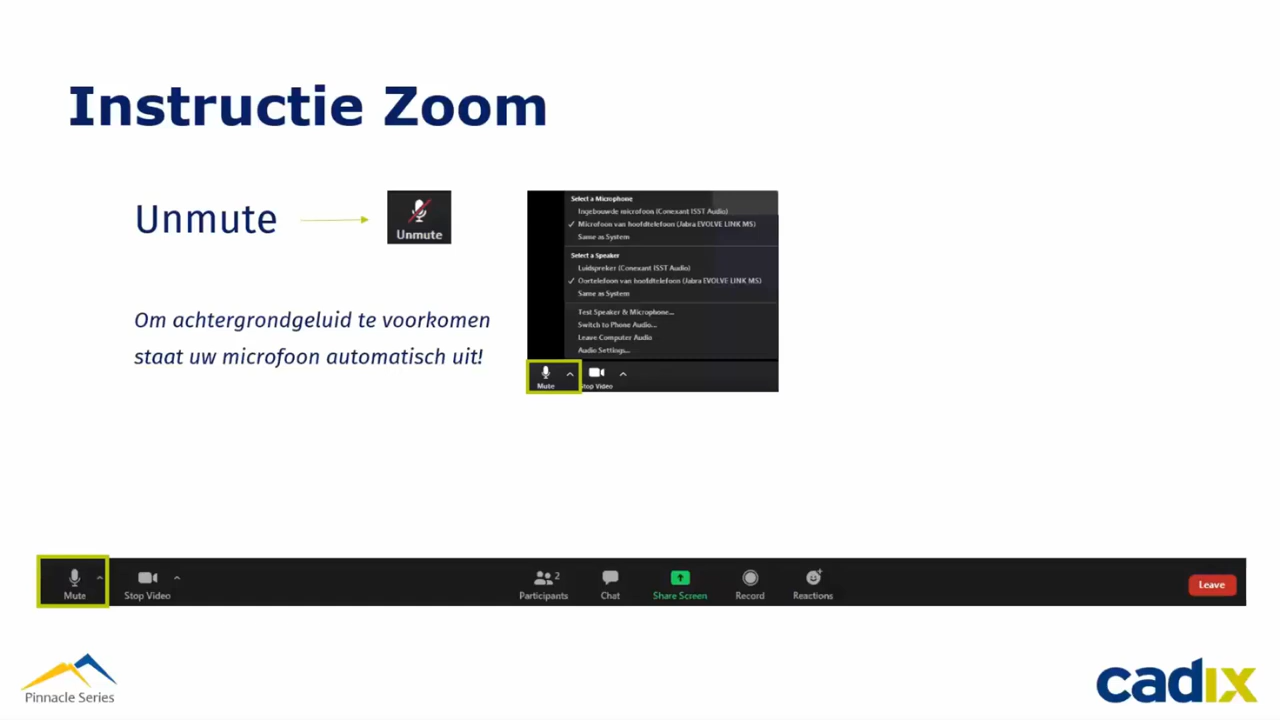 Instructie Zoom
Unmute
Unmute
Om achtergrondgeluid te voorkomen
staat uw microfoon automatisch uit!
Select a Microphone
Ingebouwde microfoon (Conexant ISST Audio)
✓ Microfoon van hoofdtelefoon (Jabra EVOLVE LINK MS)
Same as System
Select a Speaker
Luidspreker (Conexant ISST Audio)
✓ Oortelefoon van hoofdtelefoon (Jabra EVOLVE LINK MS)
Same as System
Test Speaker & Microphone...
Switch to Phone Audio...
Leave Computer Audio
Audio Settings...
Mute
top Video
Mute
Stop Video
2
Participants
Chat
Share Screen
Record
Reactions
Leave
Pinnacle Series
cadix